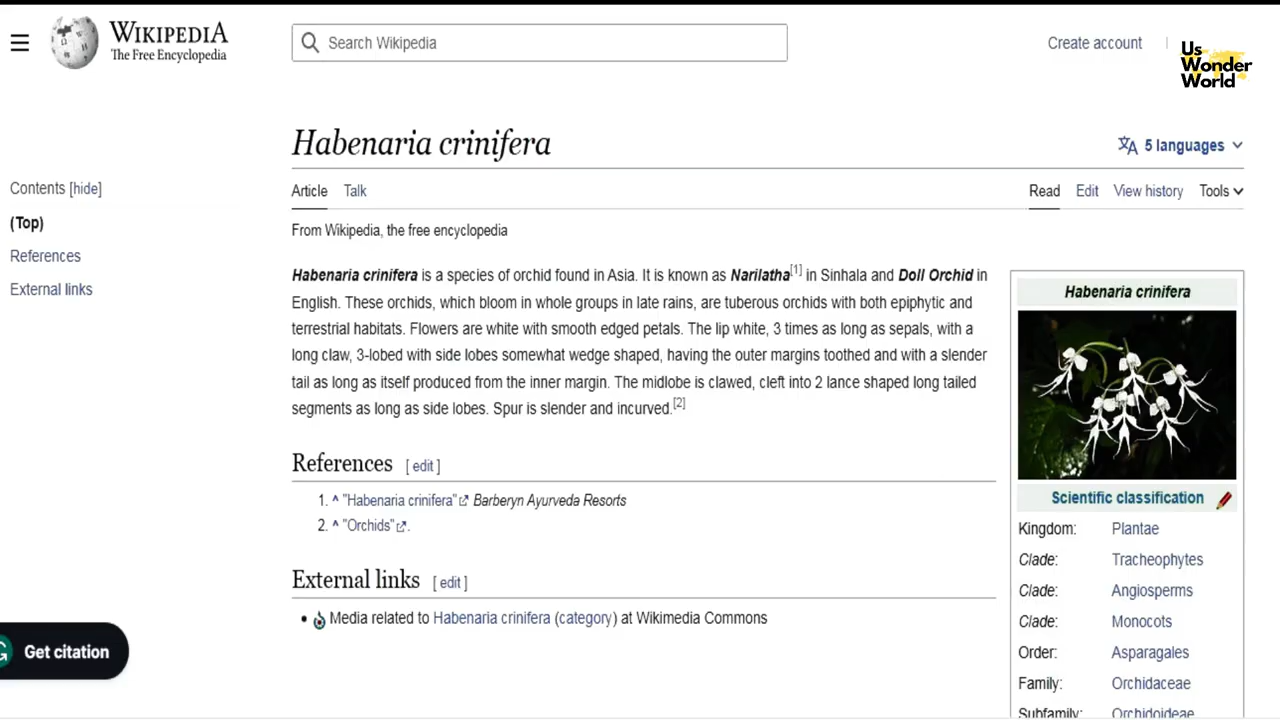 WIKIPEDIA
The Free Encyclopedia
Search Wikipedia
Create account
Us
Wonder
World
Habenaria crinifera
5 languages
Contents [hide]
(Top)
References
External links
Article Talk
Read Edit View history Tools
From Wikipedia, the free encyclopedia
Habenaria crinifera is a species of orchid found in Asia. It is known as Narilatha[1] in Sinhala and Doll Orchid in
English. These orchids, which bloom in whole groups in late rains, are tuberous orchids with both epiphytic and
terrestrial habitats. Flowers are white with smooth edged petals. The lip white, 3 times as long as sepals, with a
long claw, 3-lobed with side lobes somewhat wedge shaped, having the outer margins toothed and with a slender
tail as long as itself produced from the inner margin. The midlobe is clawed, cleft into 2 lance shaped long tailed
segments as long as side lobes. Spur is slender and incurved.[2]
References [ edit ]
1. ^ "Habenaria crinifera" Barberyn Ayurveda Resorts
2. ^ "Orchids".
External links [ edit ]
• Media related to Habenaria crinifera (category) at Wikimedia Commons
Habenaria crinifera
Scientific classification
Kingdom: Plantae
Clade: Tracheophytes
Clade: Angiosperms
Clade: Monocots
Order: Asparagales
Family: Orchidaceae
Subfamily: Orchidoideae
Get citation